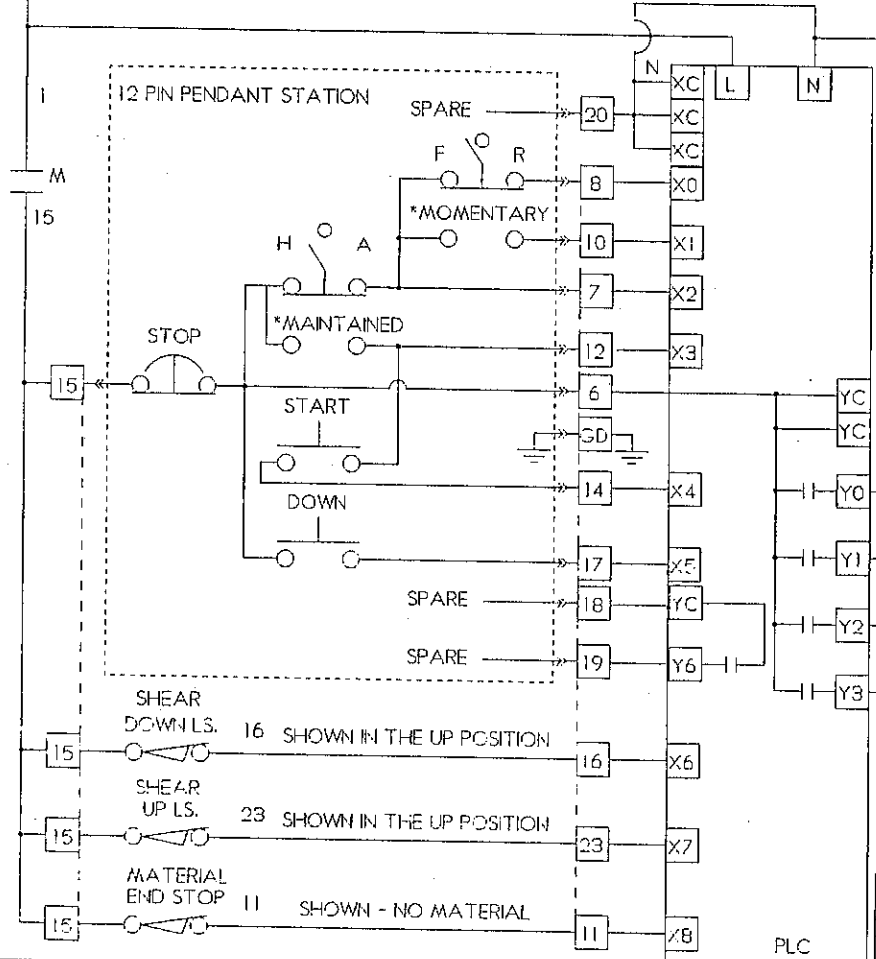 N
L
N
XC
1
12 PIN PENDANT STATION
SPARE
20
XC
XC
F
R
M
8
X0
*MOMENTARY
15
10
X1
H
A
7
X2
*MAINTAINED
STOP
12
X3
15
6
YC
START
GD
YC
14
X4
Y0
DOWN
17
X5
Y1
SPARE
18
YC
Y2
SPARE
19
Y6
Y3
SHEAR
DOWN LS.
16
SHOWN IN THE UP POSITION
15
16
X6
SHEAR
UP LS.
23
SHOWN IN THE UP POSITION
15
23
X7
MATERIAL
END STOP
11
SHOWN - NO MATERIAL
15
11
X8
PLC